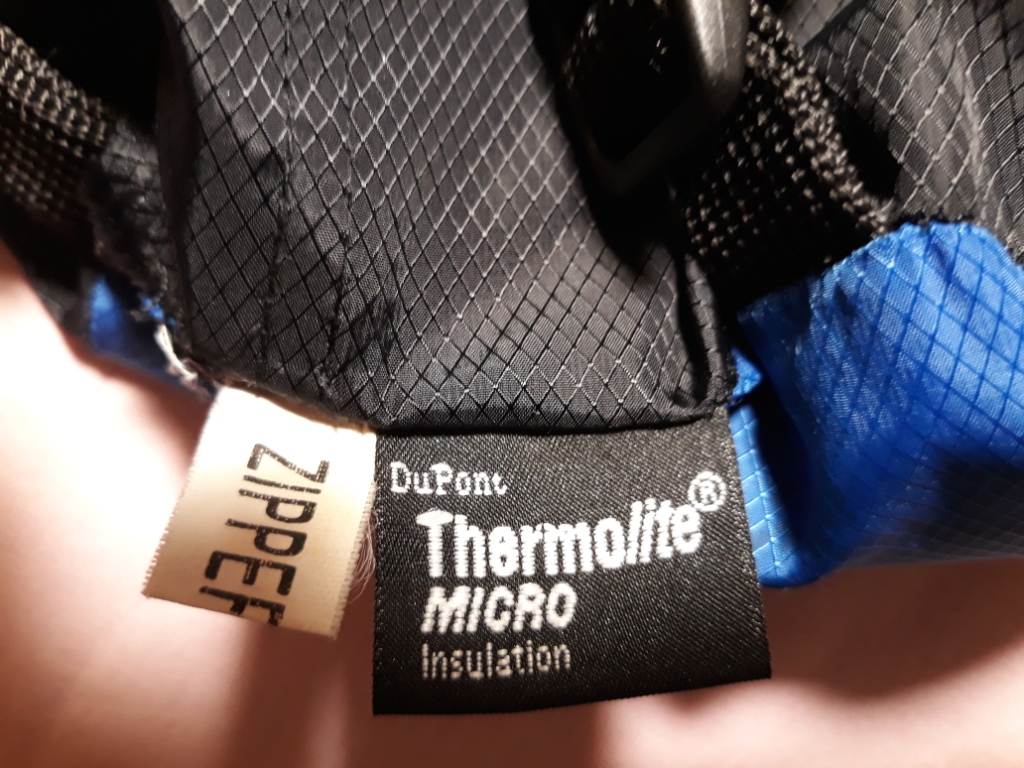 ZIPPER
DuPont
Thermolite®
MICRO
Insulation